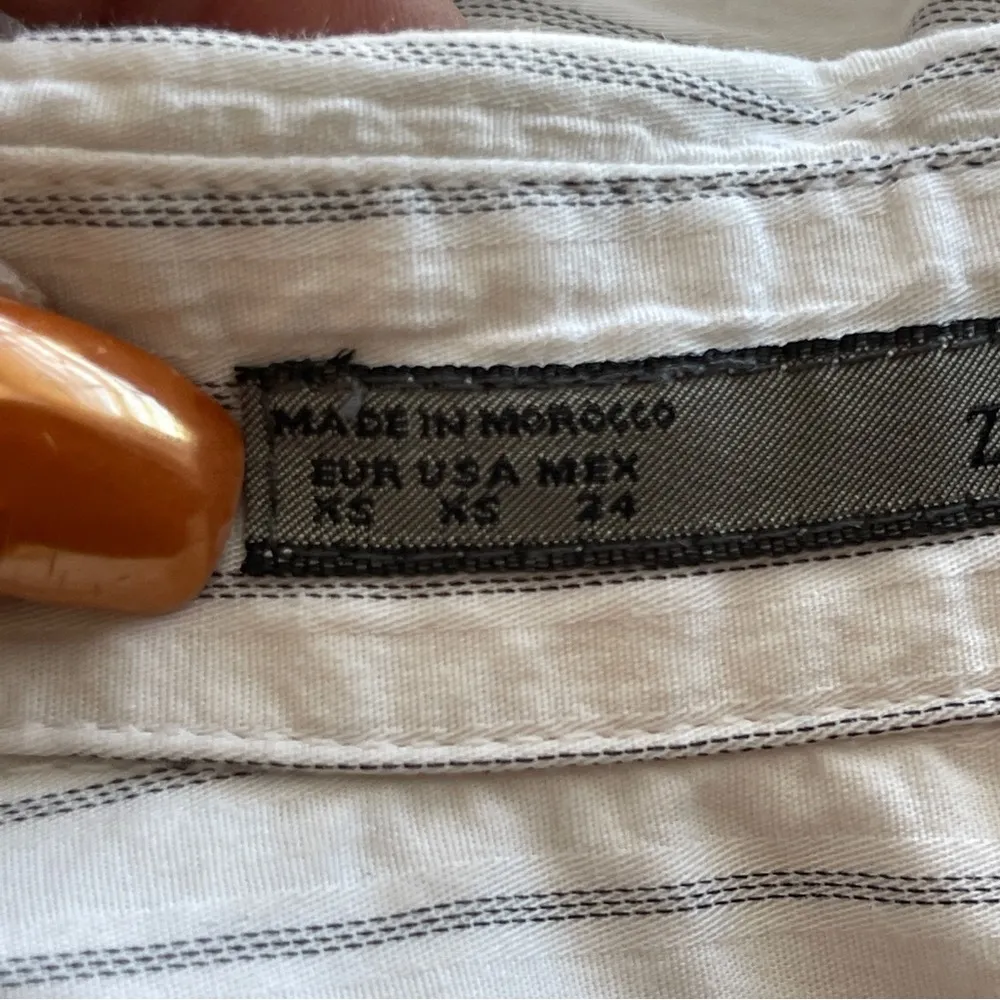 MADE IN MOROCCO
EUR USA MEX
XS XS 24
Z